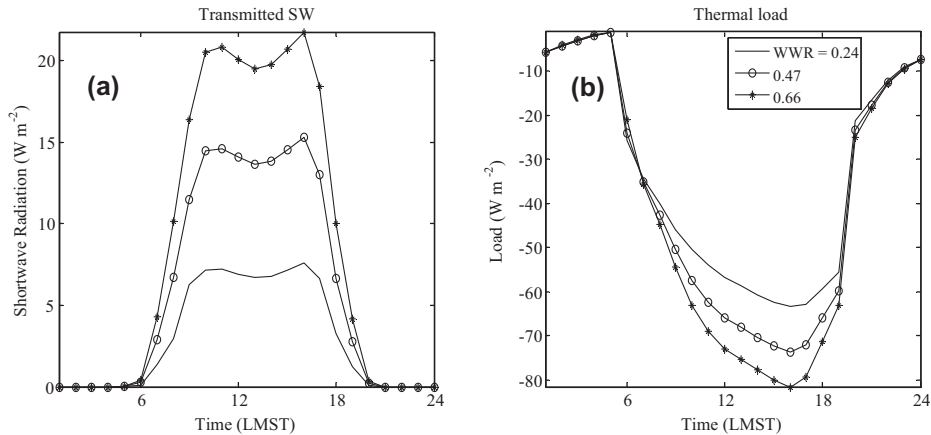 Transmitted SW
20
15
10
5
0
(a)
Shortwave Radiation (W m-2)
6
12
18
24
Time (LMST)
Thermal load
-10
-20
-30
-40
-50
-60
-70
-80
(b)
WWR = 0.24
0.47
0.66
Load (W m-2)
6
12
18
24
Time (LMST)